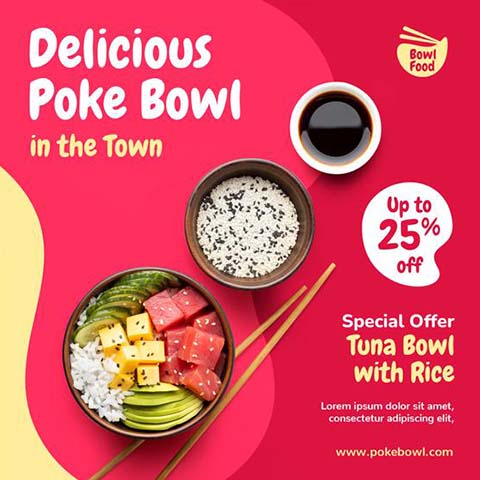 Delicious
Poke Bowl
in the Town
Bowl
Food
Up to
25%
off
Special Offer
Tuna Bowl
with Rice
Lorem ipsum dolor sit amet,
consectetur adipiscing elit,
www.pokebowl.com